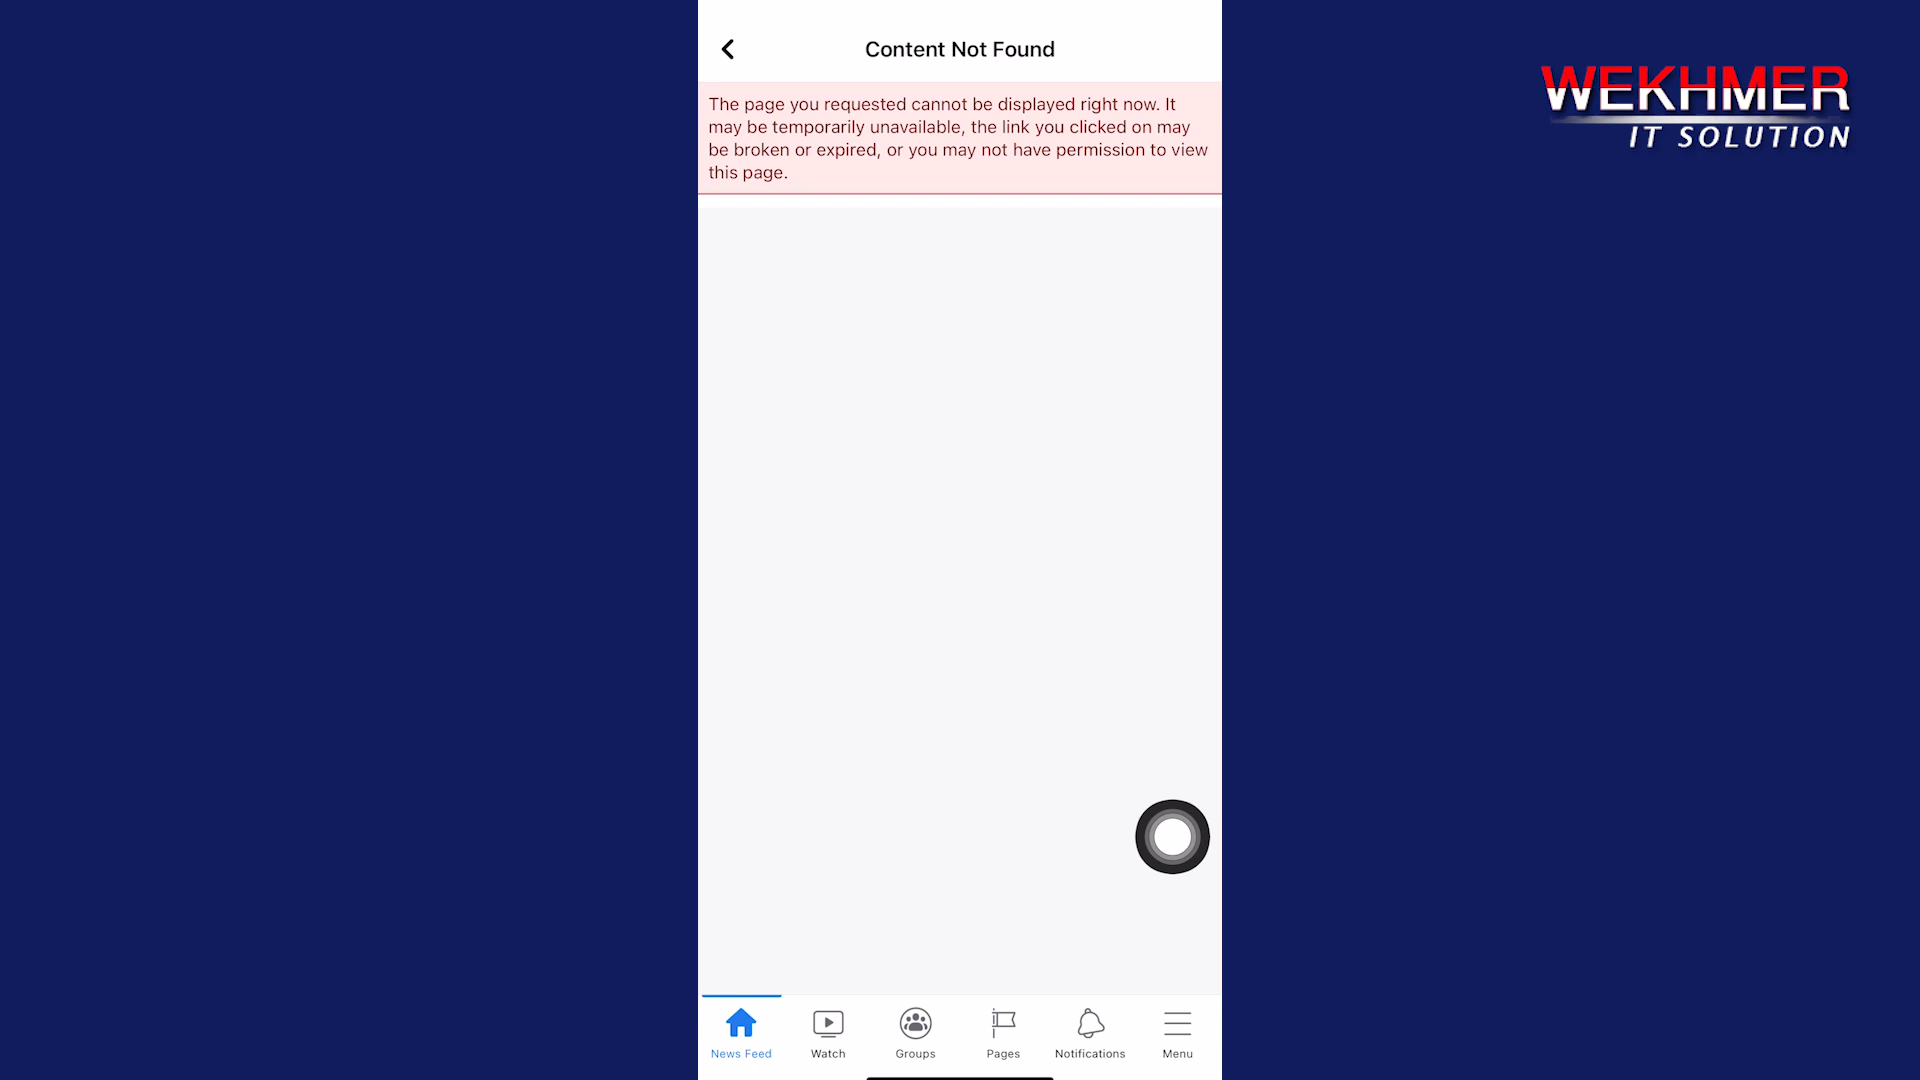 Content Not Found
WEKHMER
IT SOLUTION
The page you requested cannot be displayed right now. It
may be temporarily unavailable, the link you clicked on may
be broken or expired, or you may not have permission to view
this page.
News Feed
Watch
Groups
Pages
Notifications
Menu